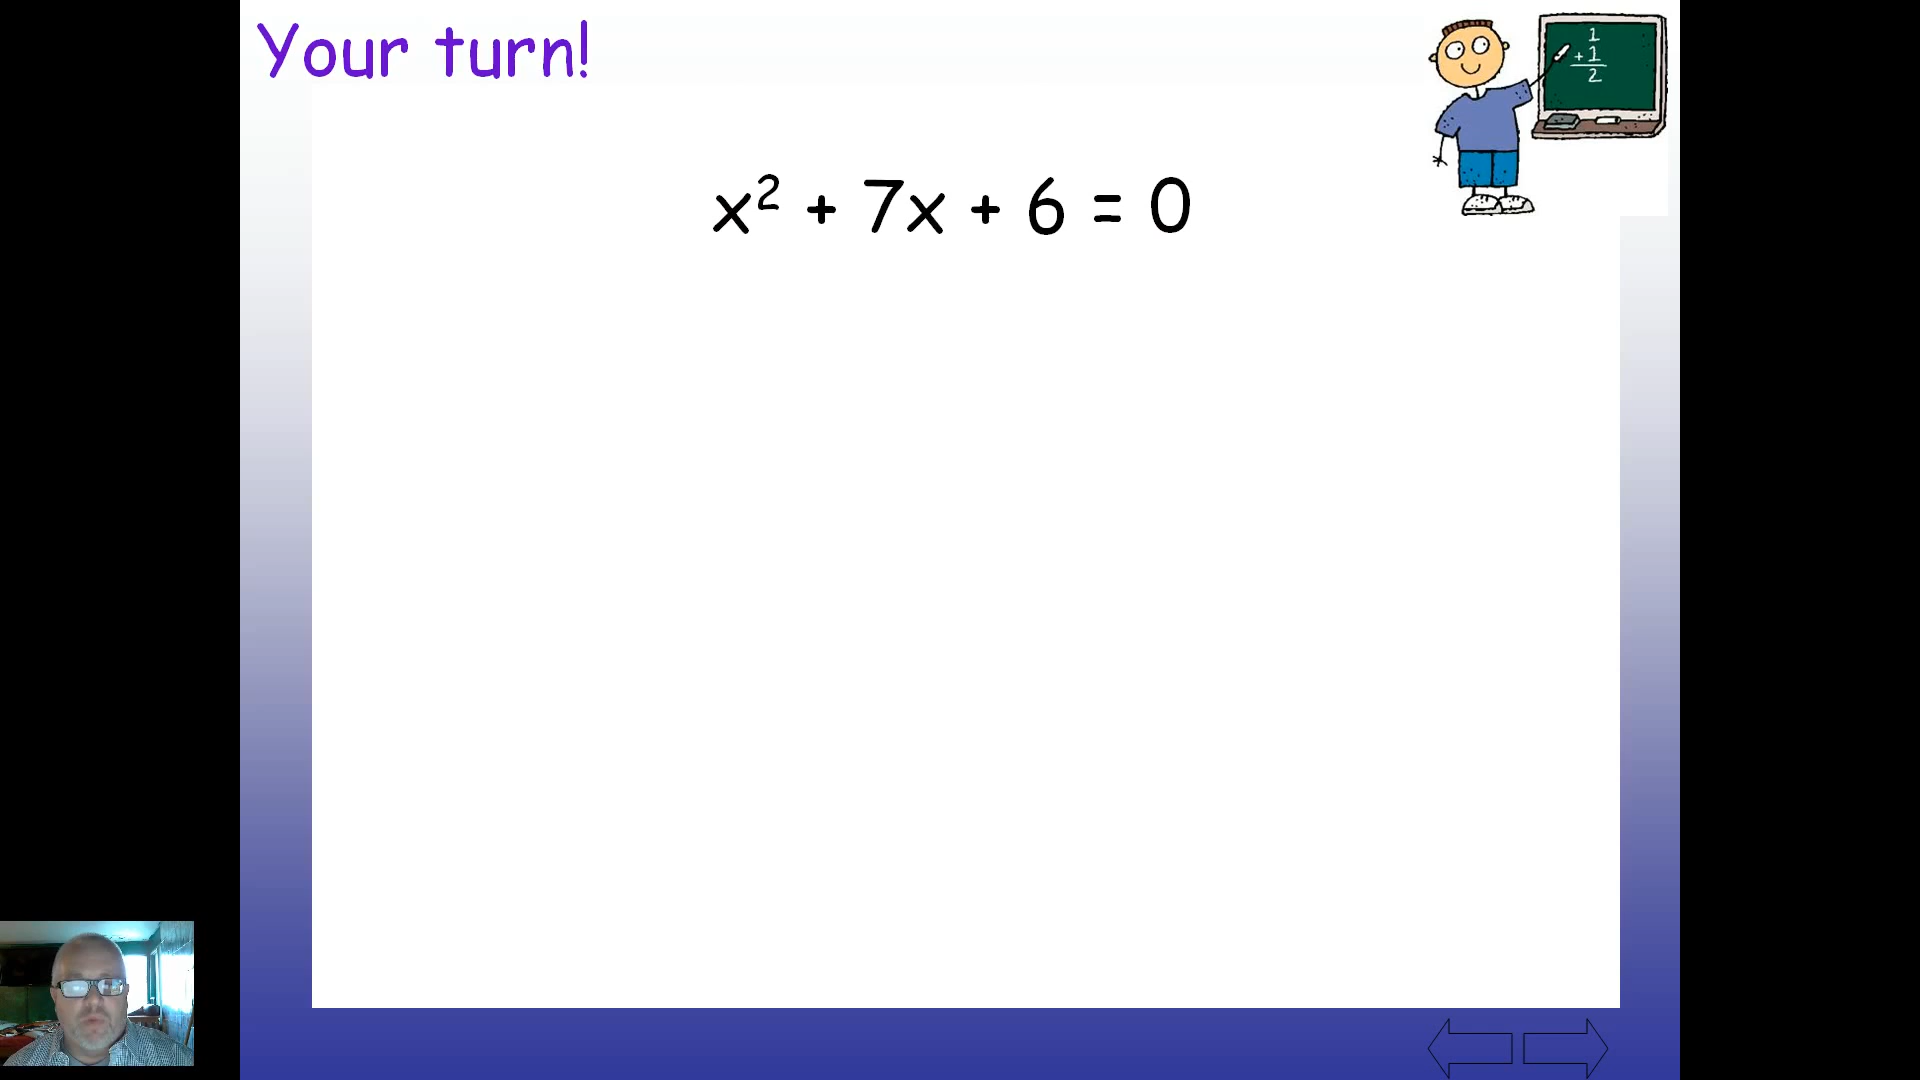 Your turn!
1
+ 1
2
x² + 7x + 6 = 0